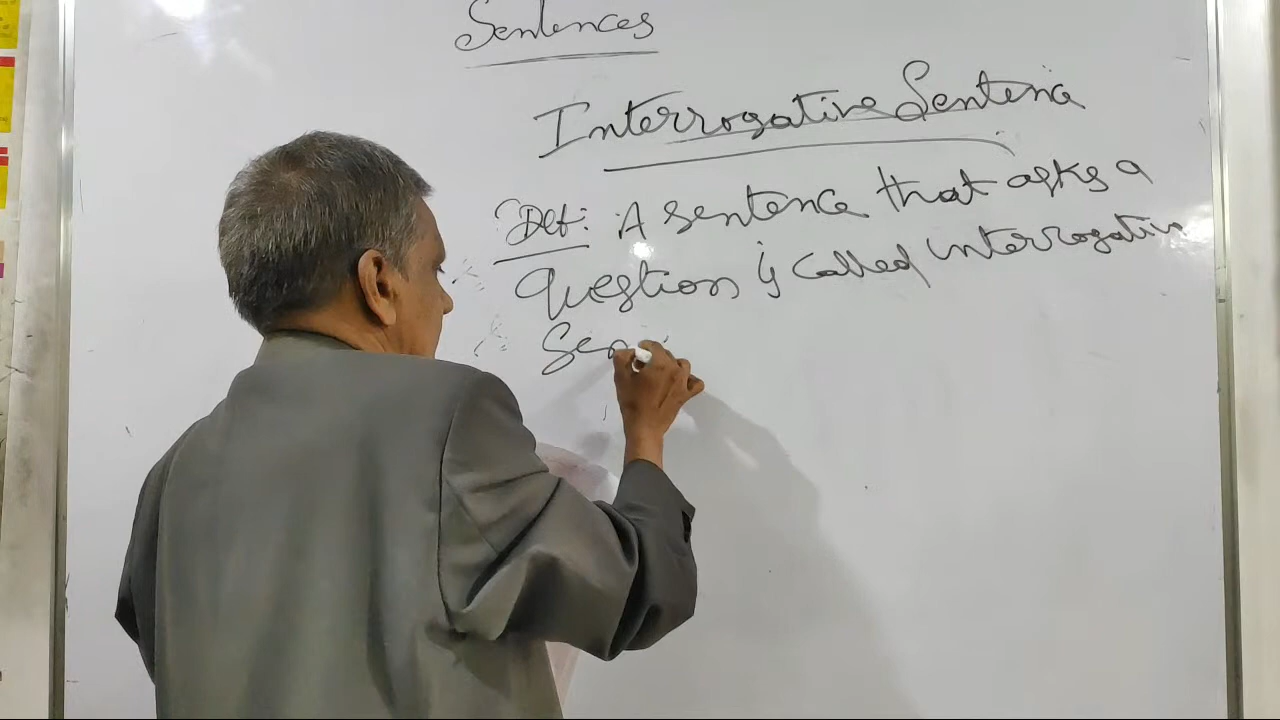 Sentences
Interrogative Sentence
Def: A sentence that asks a
Question is called interrogative
Sen